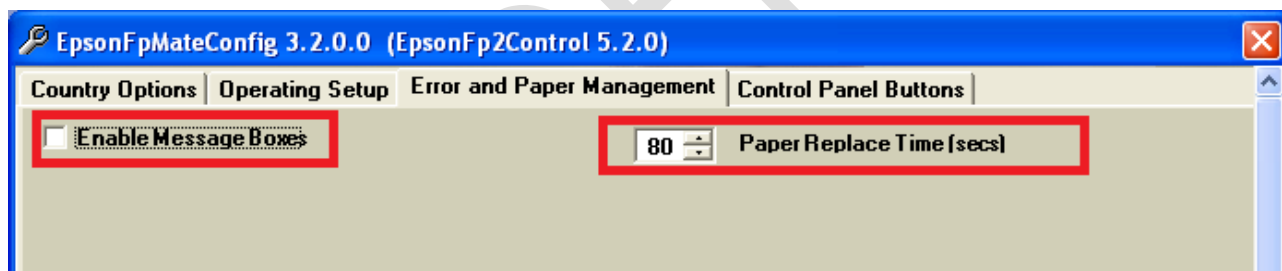 EpsonFpMateConfig 3.2.0.0 (EpsonFp2Control 5.2.0)
Country Options Operating Setup Error and Paper Management Control Panel Buttons
Enable Message Boxes 80 Paper Replace Time (secs)